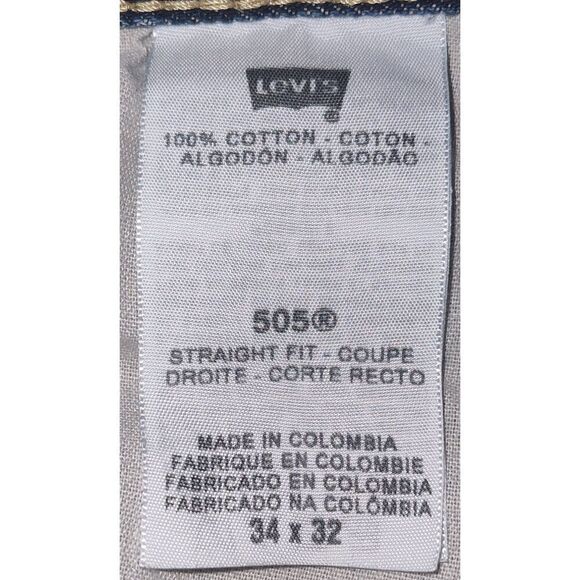 Levi's
®
100% COTTON - COTON -
ALGODÓN - ALGODÃO
505®
STRAIGHT FIT - COUPE
DROITE - CORTE RECTO
MADE IN COLOMBIA
FABRIQUE EN COLOMBIE
FABRICADO EN COLOMBIA
FABRICADO NA COLÔMBIA
34 x 32